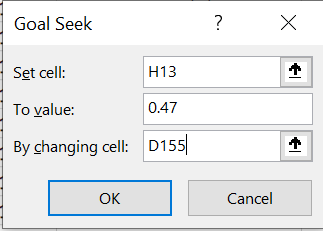 Goal Seek ? ×
Set cell: H13
To value: 0.47
By changing cell: D155
OK Cancel